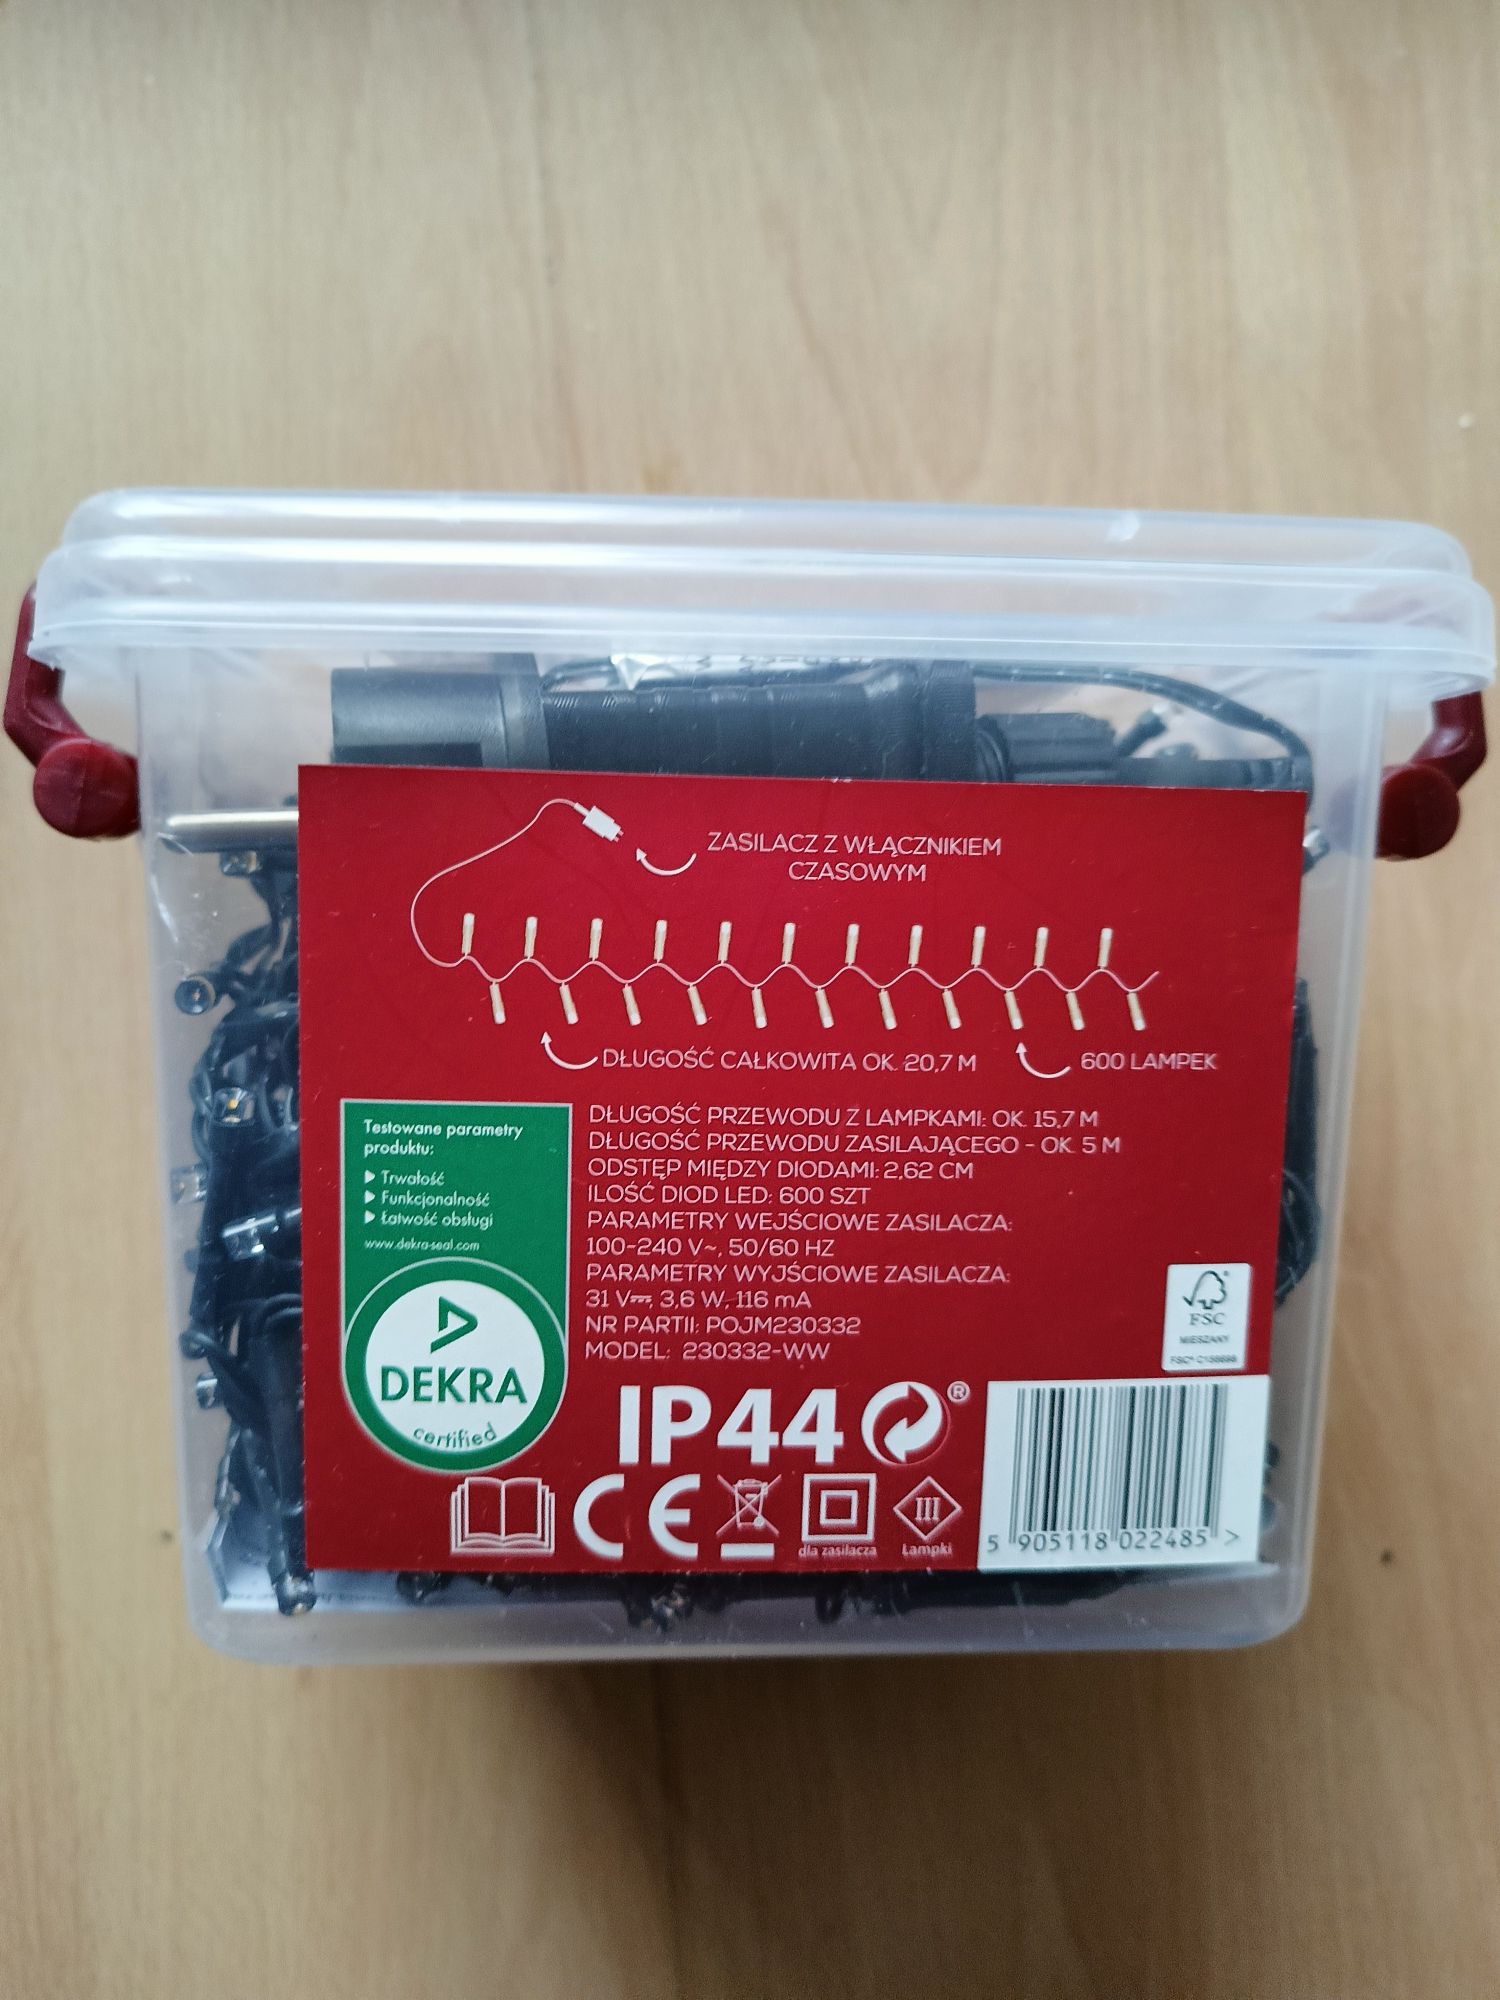 ZASILACZ Z WŁĄCZNIKIEM
CZASOWYM
DŁUGOŚĆ CAŁKOWITA OK. 20,7 M
600 LAMPEK
Testowane parametry
produktu:
Trwałość
Funkcjonalność
Łatwość obsługi
www.dekra-seal.com
DEKRA
certified
DŁUGOŚĆ PRZEWODU Z LAMPKAMI: OK. 15,7 M
DŁUGOŚĆ PRZEWODU ZASILAJĄCEGO - OK. 5 M
ODSTĘP MIĘDZY DIODAMI: 2,62 CM
ILOŚĆ DIOD LED: 600 SZT
PARAMETRY WEJŚCIOWE ZASILACZA:
100-240 V~, 50/60 HZ
PARAMETRY WYJŚCIOWE ZASILACZA:
31 V⎓, 3,6 W, 116 mA
NR PARTII: POJM230332
MODEL: 230332-WW
FSC
MIESZANY
IP44 ®
CE
dla zasilacza
III
Lampki
5 905118 022485 >